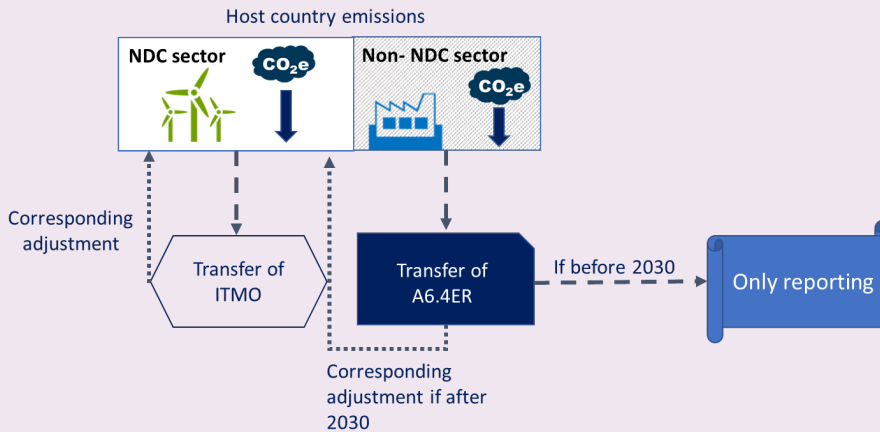 Host country emissions
NDC sector
CO2e
Non- NDC sector
CO2e
Corresponding
adjustment
Transfer of
ITMO
Transfer of
A6.4ER
If before 2030
Only reporting
Corresponding
adjustment if after
2030